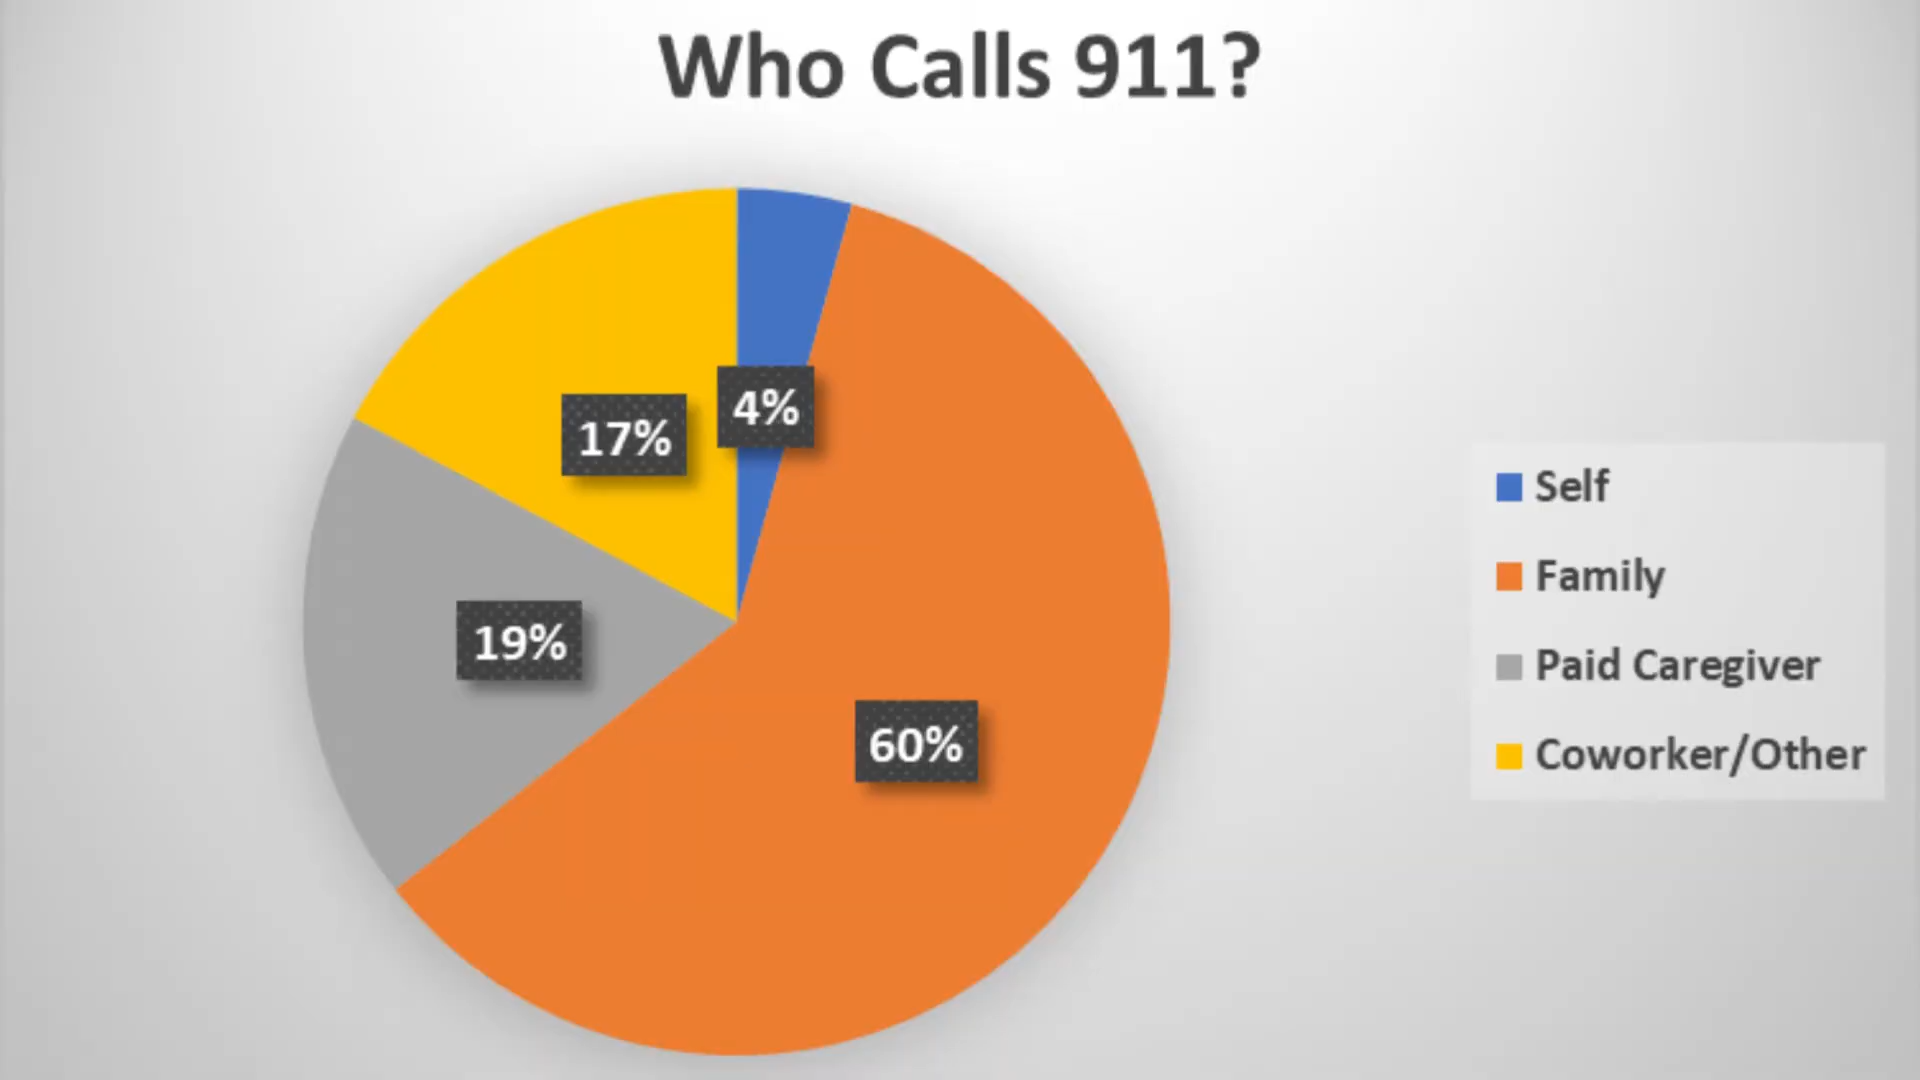 Who Calls 911?
4%
17%
19%
60%
Self
Family
Paid Caregiver
Coworker/Other